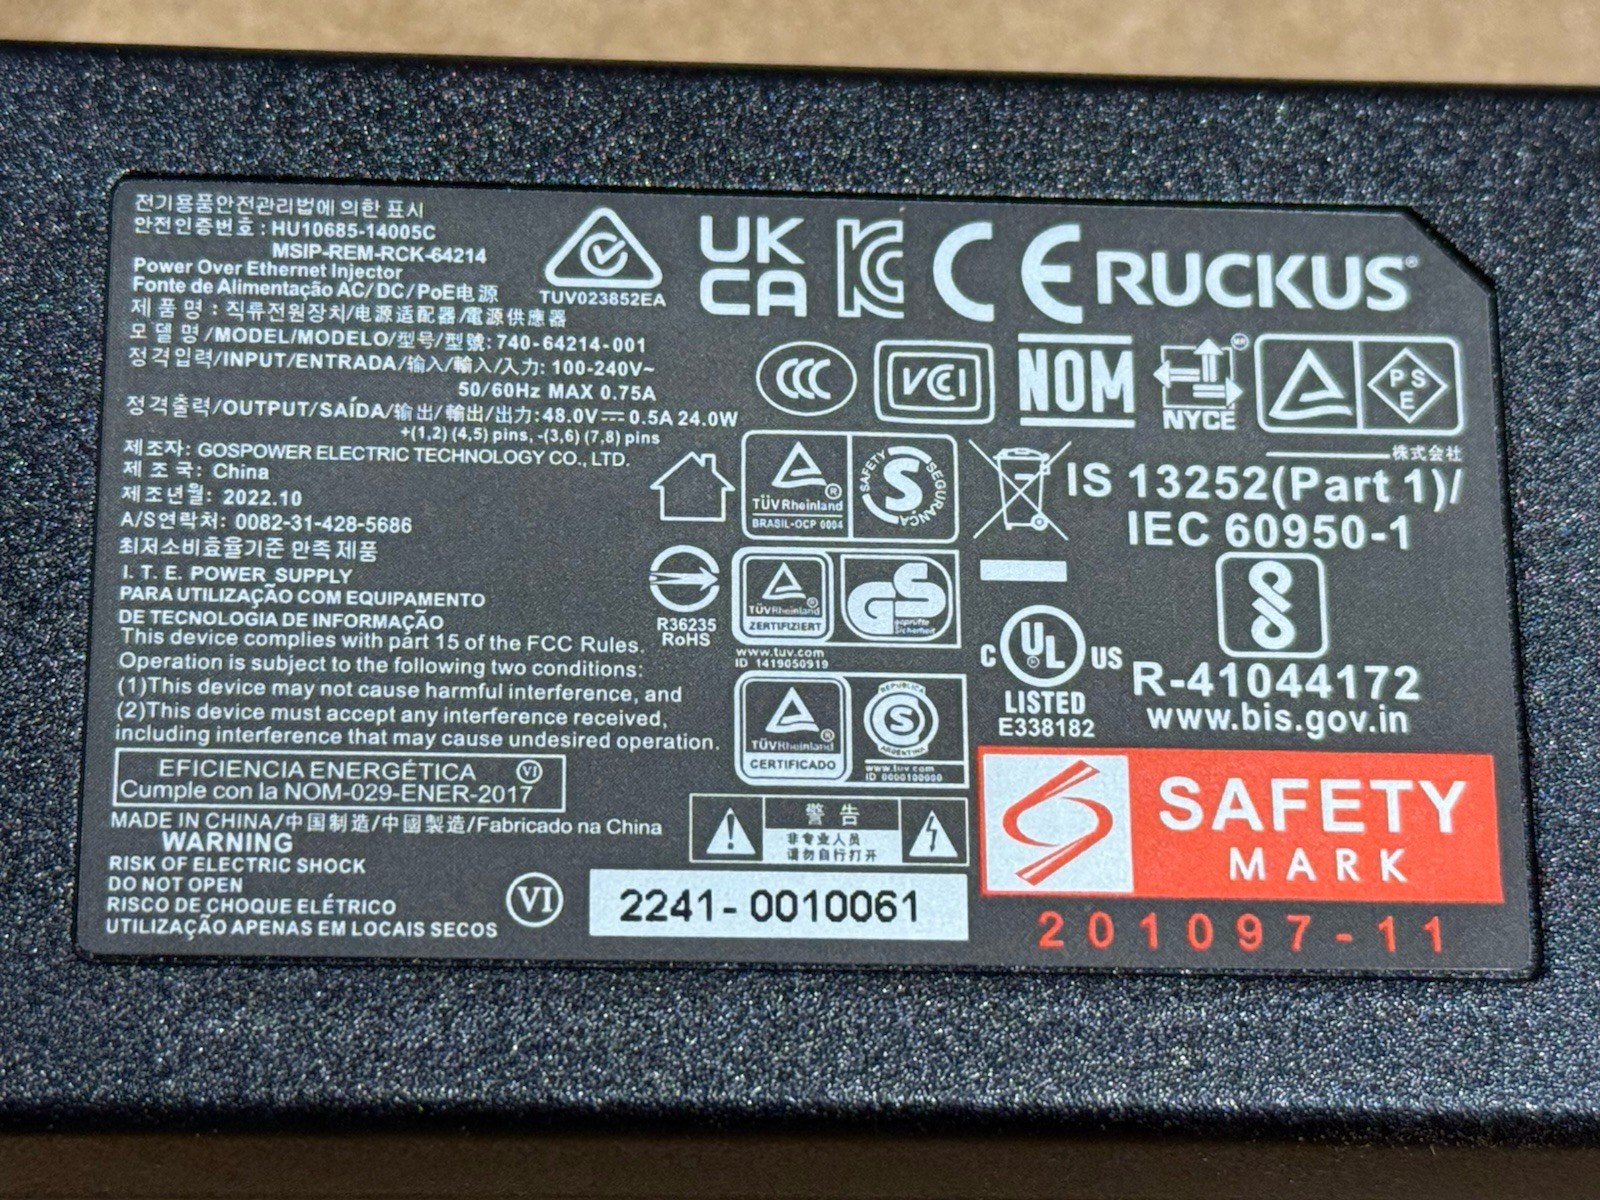 전기용품안전관리법에 의한 표시
안전인증번호 : HU10685-14005C
MSIP-REM-RCK-64214
Power Over Ethernet Injector
Fonte de Alimentação AC/DC/PoE电源
제 품 명 : 직류전원장치/电源适配器/電源供應器
모 델 명 /MODEL/MODELO/型号/型號: 740-64214-001
정격입력/INPUT/ENTRADA/输入/輸入/入力: 100-240V~
50/60Hz MAX 0.75A
정격출력/OUTPUT/SAÍDA/输出/輸出/出力: 48.0V⎓ 0.5A 24.0W
+(1,2) (4,5) pins, -(3,6) (7,8) pins
제조자: GOSPOWER ELECTRIC TECHNOLOGY CO., LTD.
제 조 국: China
제조년월: 2022.10
A/S연락처: 0082-31-428-5686
최저소비효율기준 만족제품
I. T. E. POWER SUPPLY
PARA UTILIZAÇÃO COM EQUIPAMENTO
DE TECNOLOGIA DE INFORMAÇÃO
This device complies with part 15 of the FCC Rules.
Operation is subject to the following two conditions:
(1)This device may not cause harmful interference, and
(2)This device must accept any interference received,
including interference that may cause undesired operation.
EFICIENCIA ENERGÉTICA VI
Cumple con la NOM-029-ENER-2017
MADE IN CHINA/中国制造/中國製造/Fabricado na China
WARNING
RISK OF ELECTRIC SHOCK
DO NOT OPEN
RISCO DE CHOQUE ELÉTRICO
UTILIZAÇÃO APENAS EM LOCAIS SECOS
VI
TUV023852EA
UK
CA
KC
CE
RUCKUS®
CCC
VCCI
NOM
NYCE
MR
PS
E
株式会社
TÜVRheinland®
BRASIL-OCP 0004
SAFETY
S
SEGURANÇA
IS 13252(Part 1)/
IEC 60950-1
R36235
RoHS
TÜVRheinland®
ZERTIFIZIERT
GS
geprüfte
Sicherheit
www.tuv.com
ID 1419050919
C UL US
LISTED
E338182
R-41044172
www.bis.gov.in
TÜVRheinland®
CERTIFICADO
REPUBLICA
S
ARGENTINA
www.tuv.com
ID 0000100000
警 告
非专业人员
请勿自行打开
2241- 0010061
SAFETY
MARK
201097-11